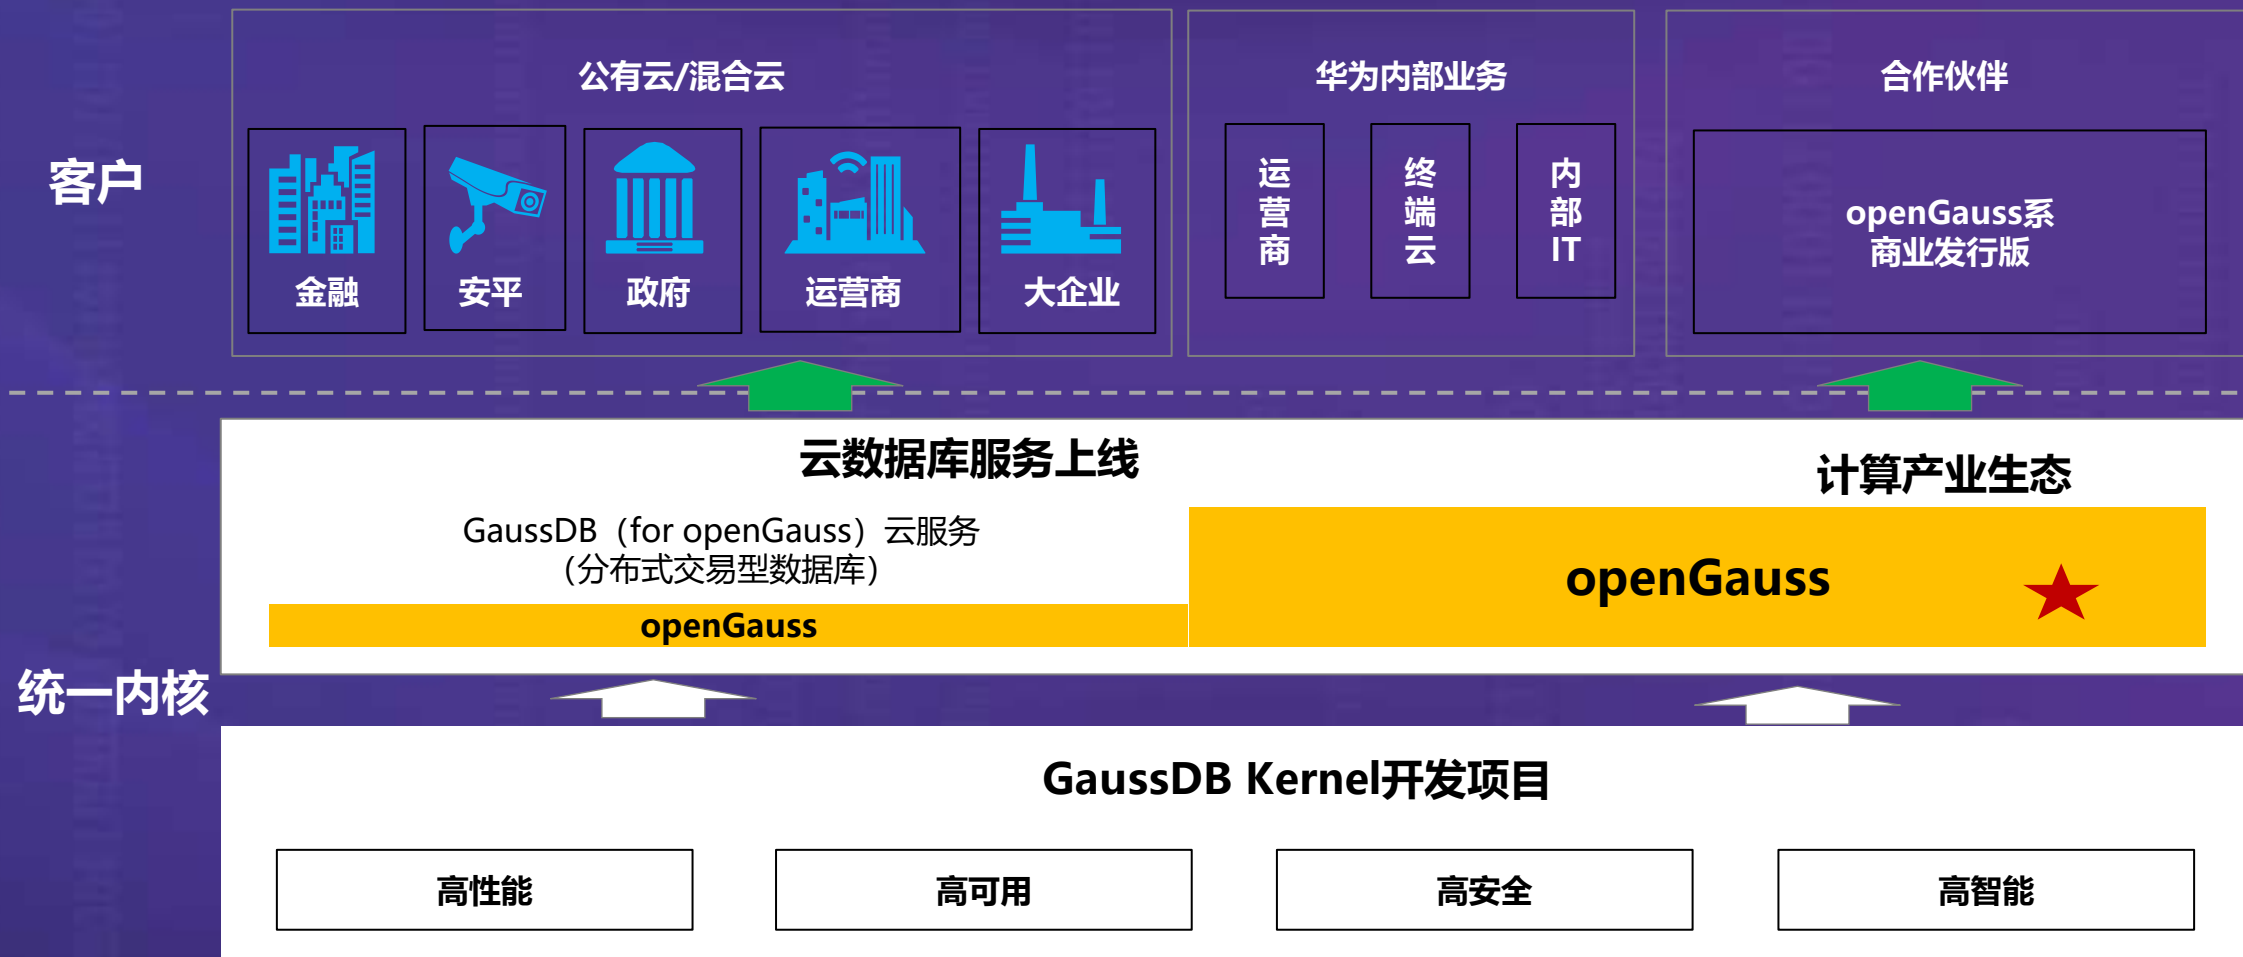 公有云/混合云
华为内部业务
合作伙伴
客户
金融
安平
政府
运营商
大企业
运营商
终端云
内部IT
openGauss系
商业发行版
云数据库服务上线
计算产业生态
GaussDB（for openGauss）云服务
（分布式交易型数据库）
openGauss
openGauss
统一内核
GaussDB Kernel开发项目
高性能
高可用
高安全
高智能